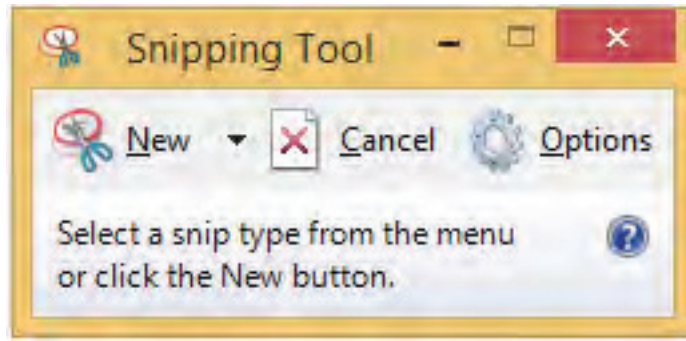 Snipping Tool
New Cancel Options
Select a snip type from the menu
or click the New button.